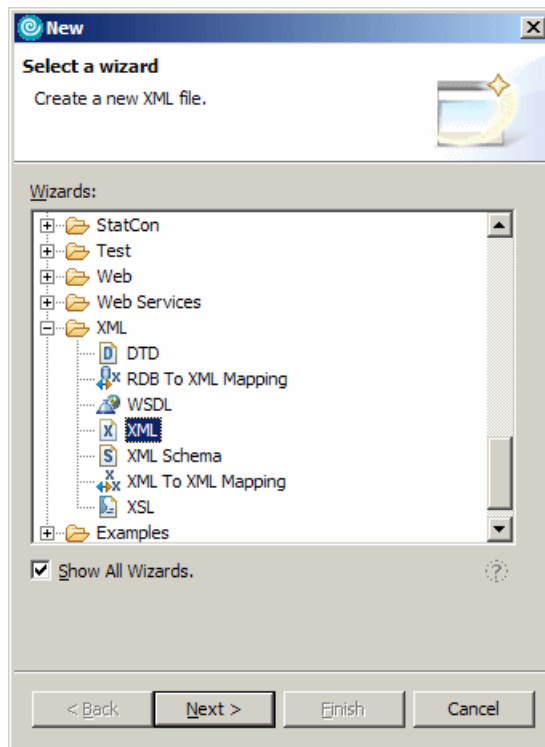 New
Select a wizard
Create a new XML file.
Wizards:
StatCon
Test
Web
Web Services
XML
DTD
RDB To XML Mapping
WSDL
XML
XML Schema
XML To XML Mapping
XSL
Examples
Show All Wizards.
< Back Next > Finish Cancel